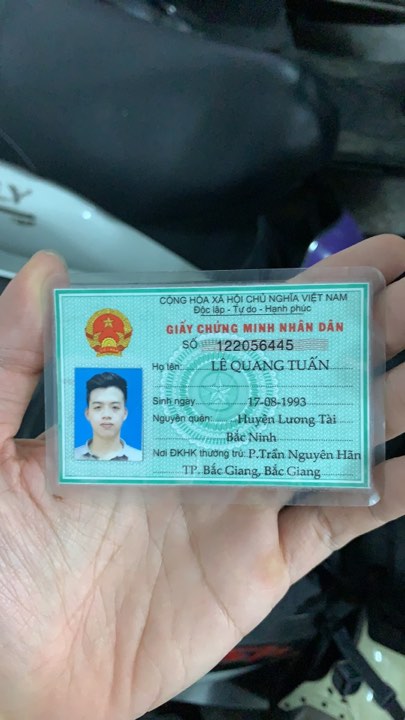 CỘNG HÒA XÃ HỘI CHỦ NGHĨA VIỆT NAM
Độc lập - Tự do - Hạnh phúc
GIẤY CHỨNG MINH NHÂN DÂN
SỐ 122056445
Họ tên: LÊ QUANG TUẤN
Sinh ngày 17-08-1993
Nguyên quán: Huyện Lương Tài
Bắc Ninh
Nơi ĐKHK thường trú: P.Trần Nguyên Hãn
TP. Bắc Giang, Bắc Giang